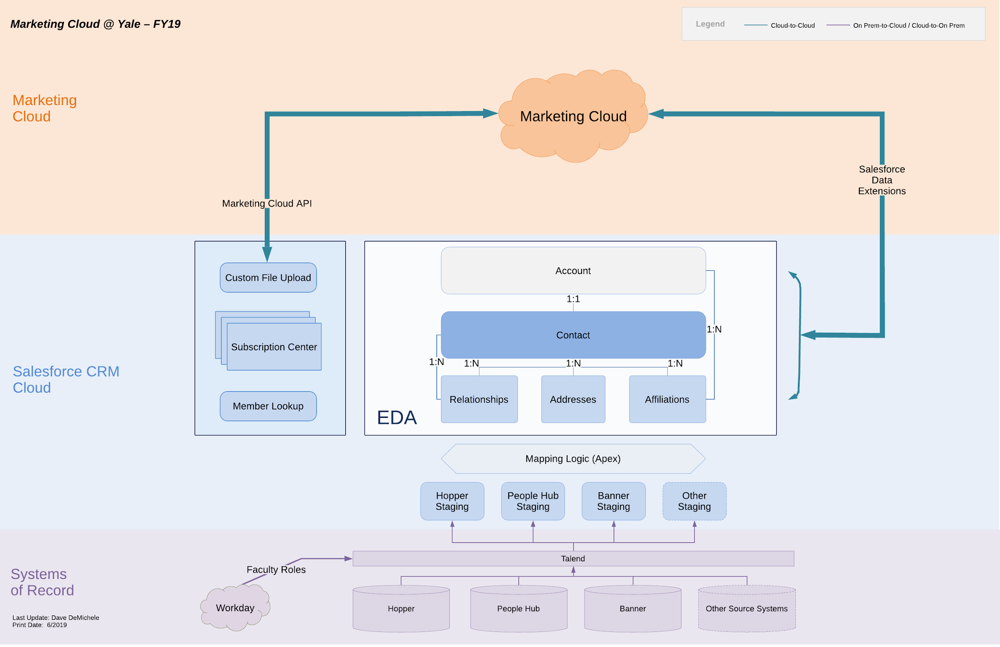 Marketing Cloud @ Yale – FY19
Legend
Cloud-to-Cloud
On Prem-to-Cloud / Cloud-to-On Prem
Marketing
Cloud
Marketing Cloud
Salesforce
Data
Extensions
Marketing Cloud API
Salesforce CRM
Cloud
Custom File Upload
Subscription Center
Member Lookup
Account
1:1
Contact
1:N
1:N
1:N
1:N
1:N
Relationships
Addresses
Affiliations
EDA
Mapping Logic (Apex)
Hopper
Staging
People Hub
Staging
Banner
Staging
Other
Staging
Systems
of Record
Talend
Faculty Roles
Workday
Hopper
People Hub
Banner
Other Source Systems
Last Update: Dave DeMichele
Print Date:  6/2019